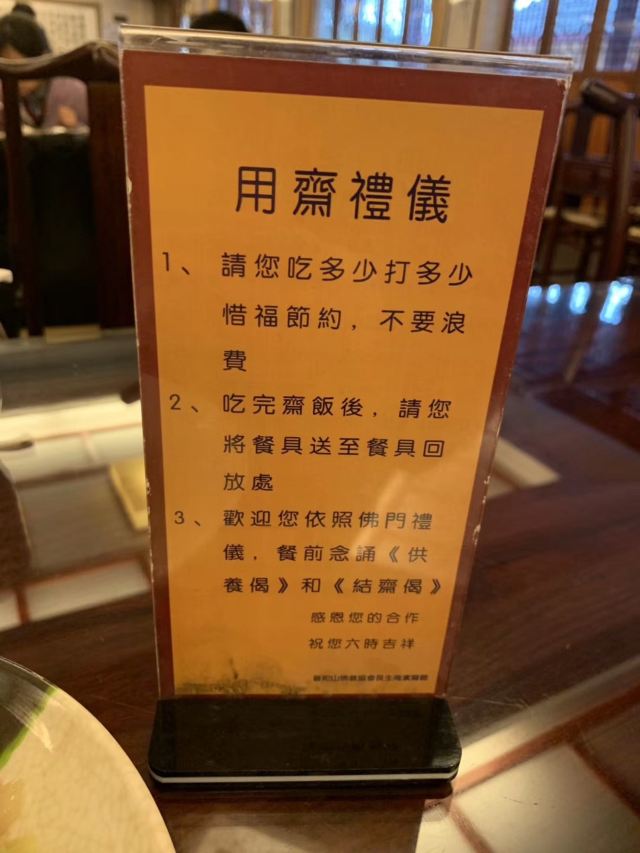 用齋禮儀
1、請您吃多少打多少
惜福節約，不要浪
費
2、吃完齋飯後，請您
將餐具送至餐具回
放處
3、歡迎您依照佛門禮
儀，餐前念誦《供
養偈》和《結齋偈》
感恩您的合作
祝您六時吉祥